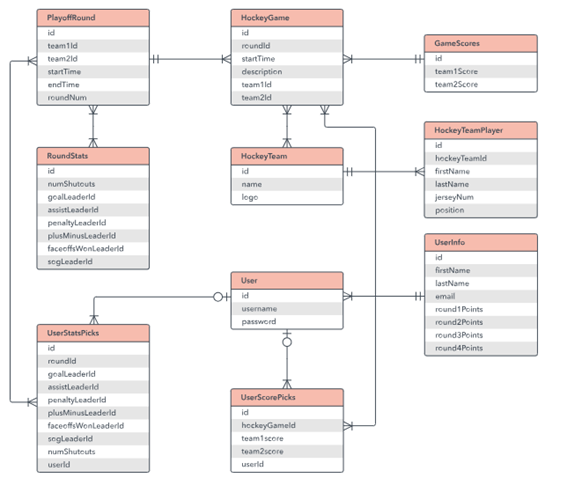 PlayoffRound
id
team1Id
team2Id
startTime
endTime
roundNum
HockeyGame
id
roundId
startTime
description
team1Id
team2Id
GameScores
id
team1Score
team2Score
RoundStats
id
numShutouts
goalLeaderId
assistLeaderId
penaltyLeaderId
plusMinusLeaderId
faceoffsWonLeaderId
sogLeaderId
HockeyTeam
id
name
logo
HockeyTeamPlayer
id
hockeyTeamId
firstName
lastName
jerseyNum
position
UserInfo
id
firstName
lastName
email
round1Points
round2Points
round3Points
round4Points
User
id
username
password
UserStatsPicks
id
roundId
goalLeaderId
assistLeaderId
penaltyLeaderId
plusMinusLeaderId
faceoffsWonLeaderId
sogLeaderId
numShutouts
userId
UserScorePicks
id
hockeyGameId
team1score
team2score
userId